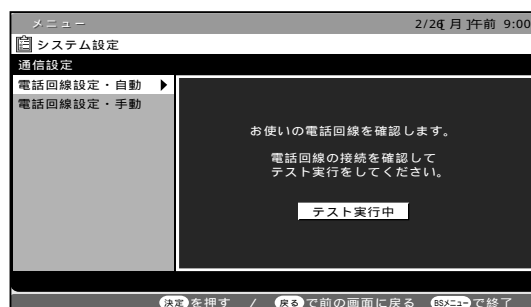 メニュー 2/26[月]午前 9:00
システム設定
通信設定
電話回線設定・自動
電話回線設定・手動
お使いの電話回線を確認します。
電話回線の接続を確認して
テスト実行をしてください。
テスト実行中
決定を押す / 戻るで前の画面に戻る BSメニューで終了